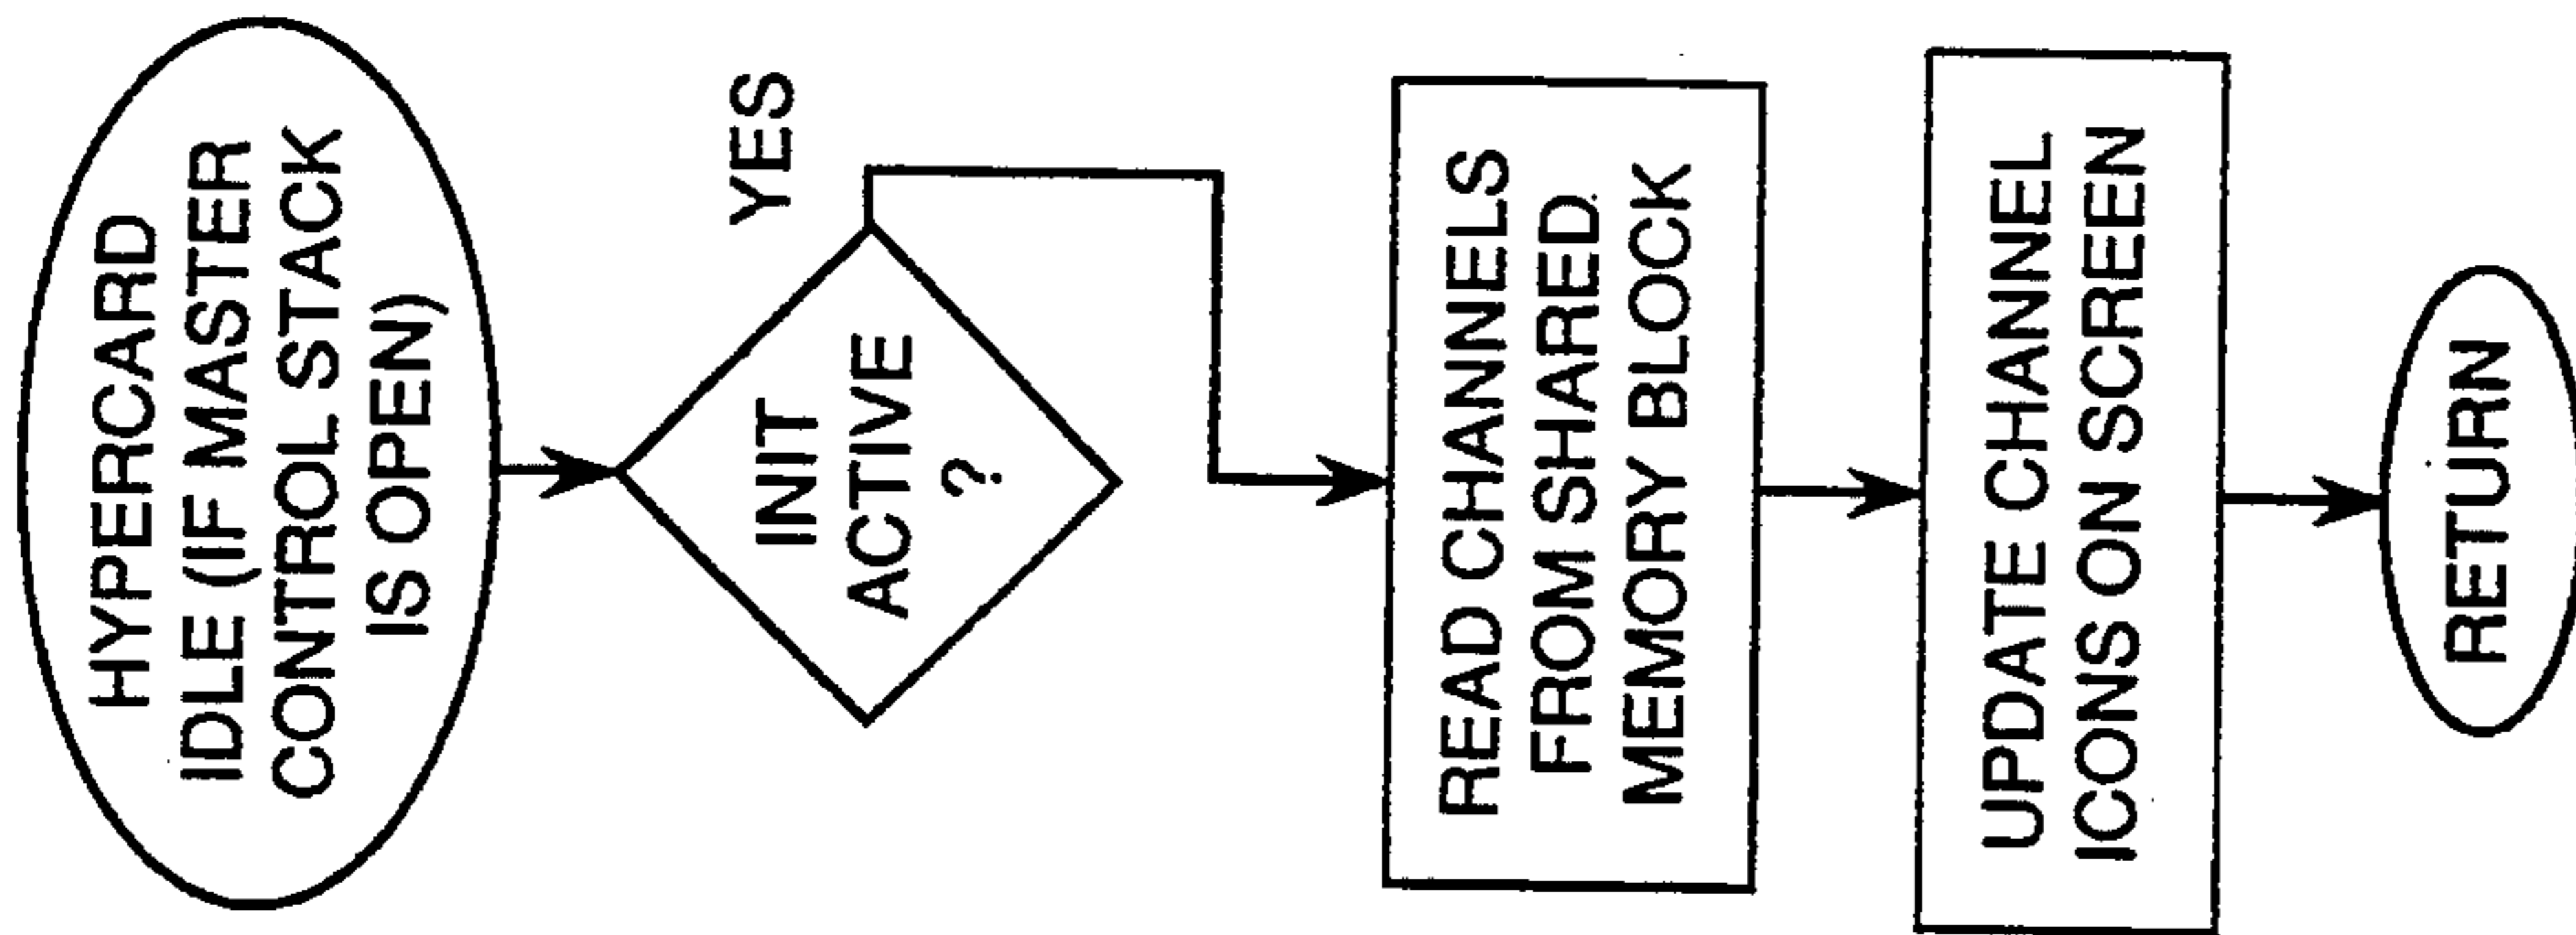 HYPERCARD
IDLE (IF MASTER
CONTROL STACK
IS OPEN)
INIT
ACTIVE
?
YES
READ CHANNELS
FROM SHARED
MEMORY BLOCK
UPDATE CHANNEL
ICONS ON SCREEN
RETURN